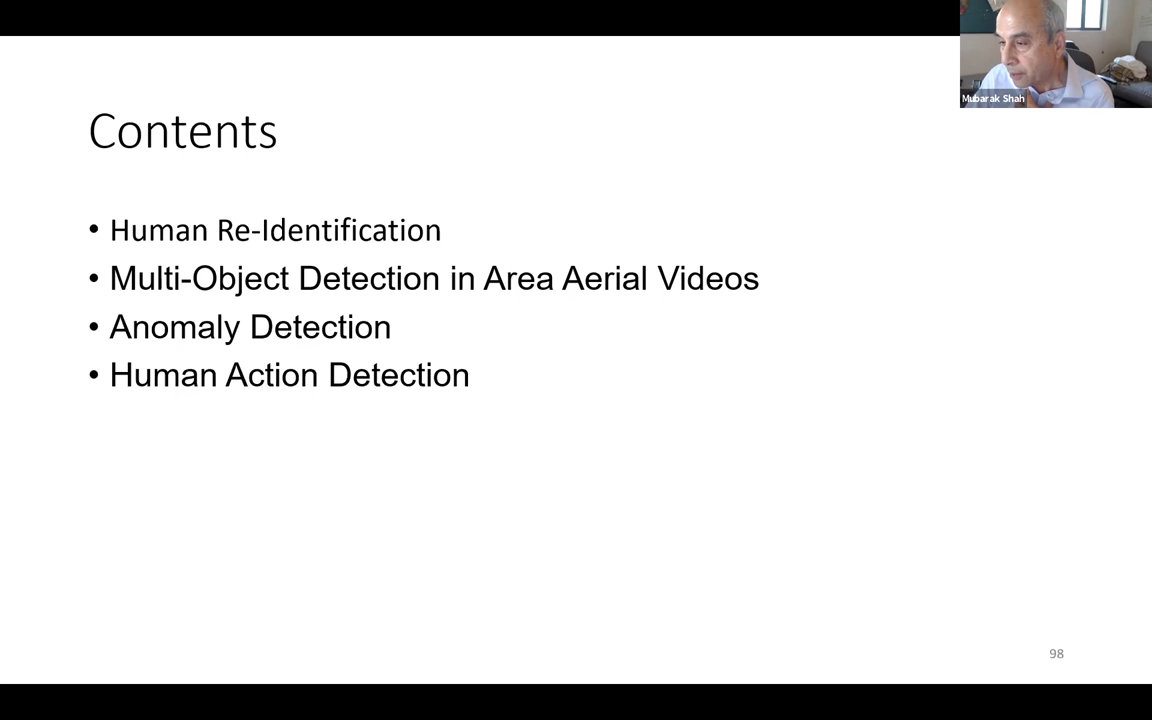 Mubarak Shah
Contents
• Human Re-Identification
• Multi-Object Detection in Area Aerial Videos
• Anomaly Detection
• Human Action Detection
98